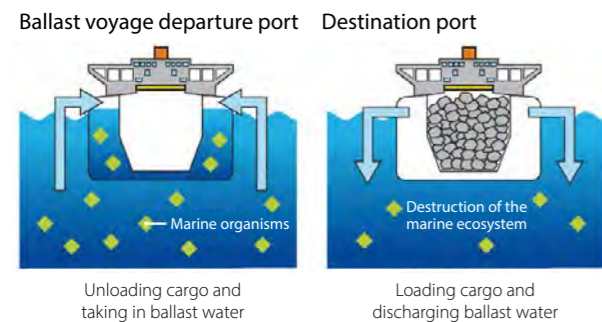 Ballast voyage departure port
Destination port
Marine organisms
Destruction of the
marine ecosystem
Unloading cargo and
taking in ballast water
Loading cargo and
discharging ballast water